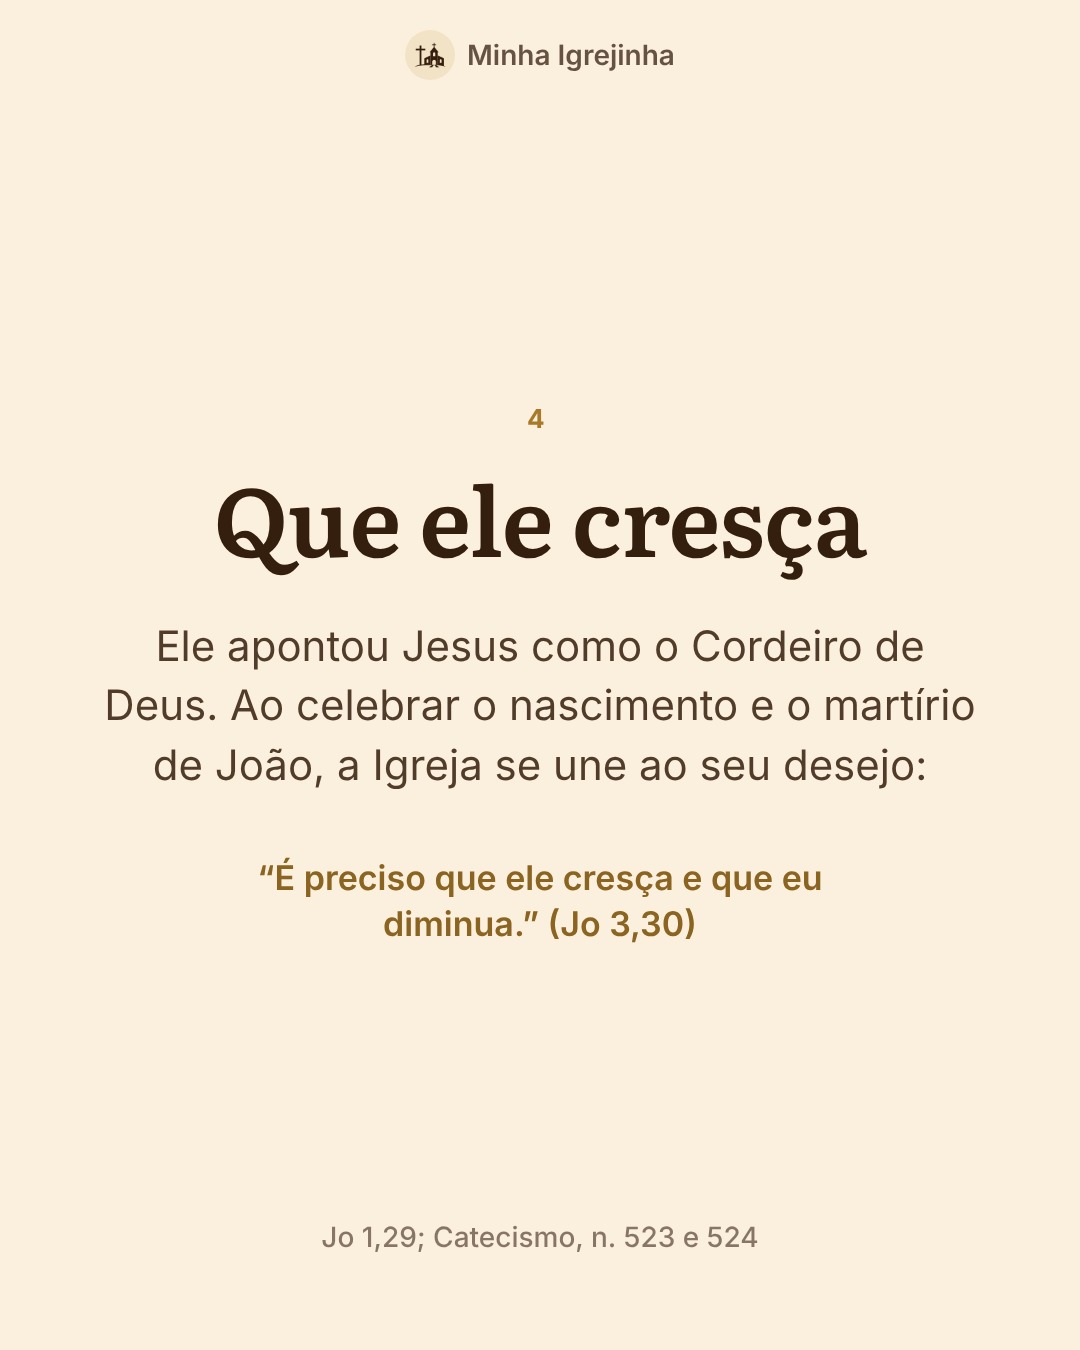 Minha Igrejinha
4
Que ele cresça
Ele apontou Jesus como o Cordeiro de
Deus. Ao celebrar o nascimento e o martírio
de João, a Igreja se une ao seu desejo:
“É preciso que ele cresça e que eu
diminua.” (Jo 3,30)
Jo 1,29; Catecismo, n. 523 e 524